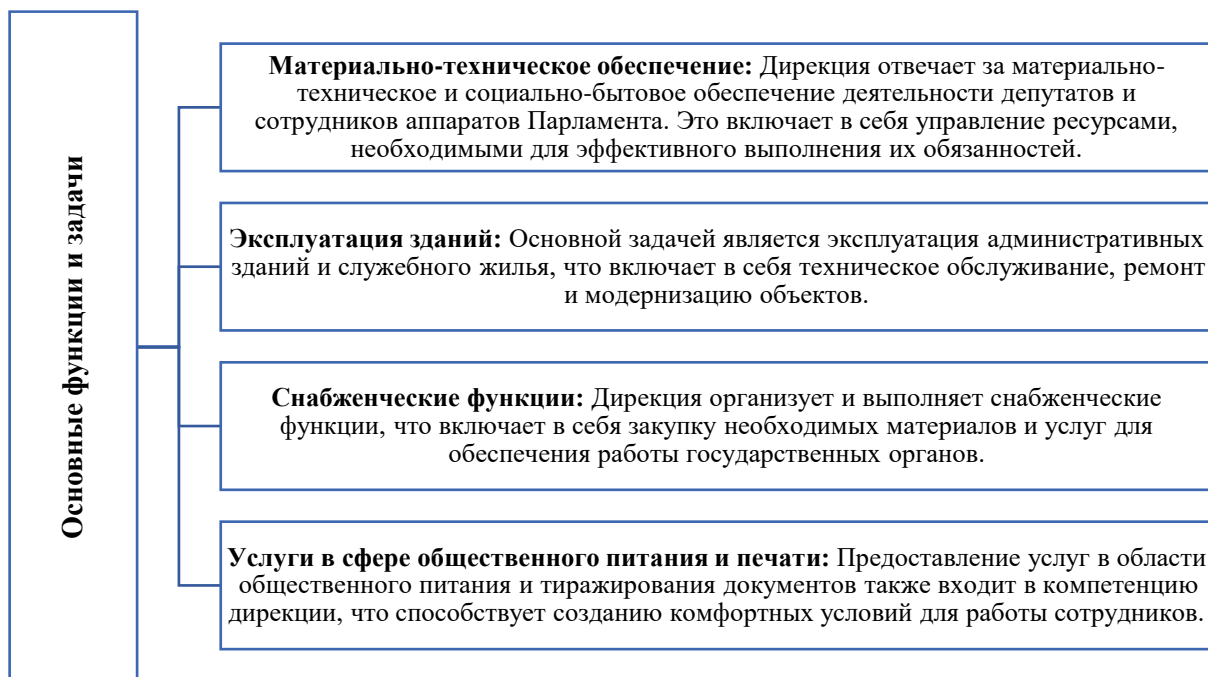 Основные функции и задачи
Материально-техническое обеспечение: Дирекция отвечает за материально-
техническое и социально-бытовое обеспечение деятельности депутатов и
сотрудников аппаратов Парламента. Это включает в себя управление ресурсами,
необходимыми для эффективного выполнения их обязанностей.
Эксплуатация зданий: Основной задачей является эксплуатация административных
зданий и служебного жилья, что включает в себя техническое обслуживание, ремонт
и модернизацию объектов.
Снабженческие функции: Дирекция организует и выполняет снабженческие
функции, что включает в себя закупку необходимых материалов и услуг для
обеспечения работы государственных органов.
Услуги в сфере общественного питания и печати: Предоставление услуг в области
общественного питания и тиражирования документов также входит в компетенцию
дирекции, что способствует созданию комфортных условий для работы сотрудников.